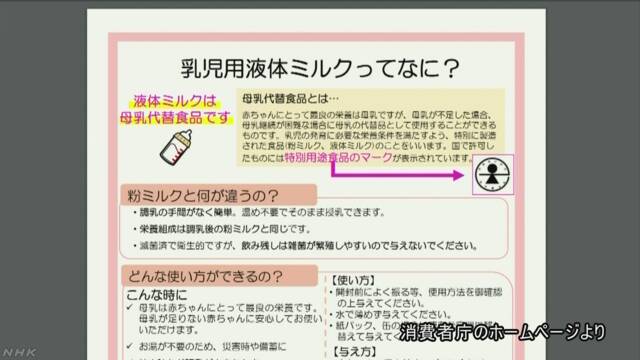 乳児用液体ミルクってなに？
液体ミルクは
母乳代替食品です
母乳代替食品とは…
赤ちゃんにとって最良の栄養は母乳ですが、母乳が不足した場合、
母乳継続が困難な場合に母乳の代替品として使用することができる
ものです。乳児の発育に必要な栄養条件を満たすよう、特別に製造
された食品(粉ミルク、液体ミルク)のことをいいます。国で許可し
たものには特別用途食品のマークが表示されています。
粉ミルクと何が違うの？
・調乳の手間がなく簡単。温め不要でそのまま授乳できます。
・栄養組成は調乳後の粉ミルクと同じです。
・滅菌済で衛生的ですが、飲み残しは雑菌が繁殖しやすいので与えないでください。
どんな使い方ができるの？
こんな時に
✓ 母乳は赤ちゃんにとって最良の栄養です。
母乳が足りない赤ちゃんに安心してお使い
いただけます。
✓ お湯が不要のため、災害時や備蓄に
【使い方】
・開封前によく振る等、使用方法を御確認
の上与えてください。
・水で薄めず与えてください。
・紙パック、缶の
替えて与えてく
【与え方】
消費者庁のホームページより
NHK